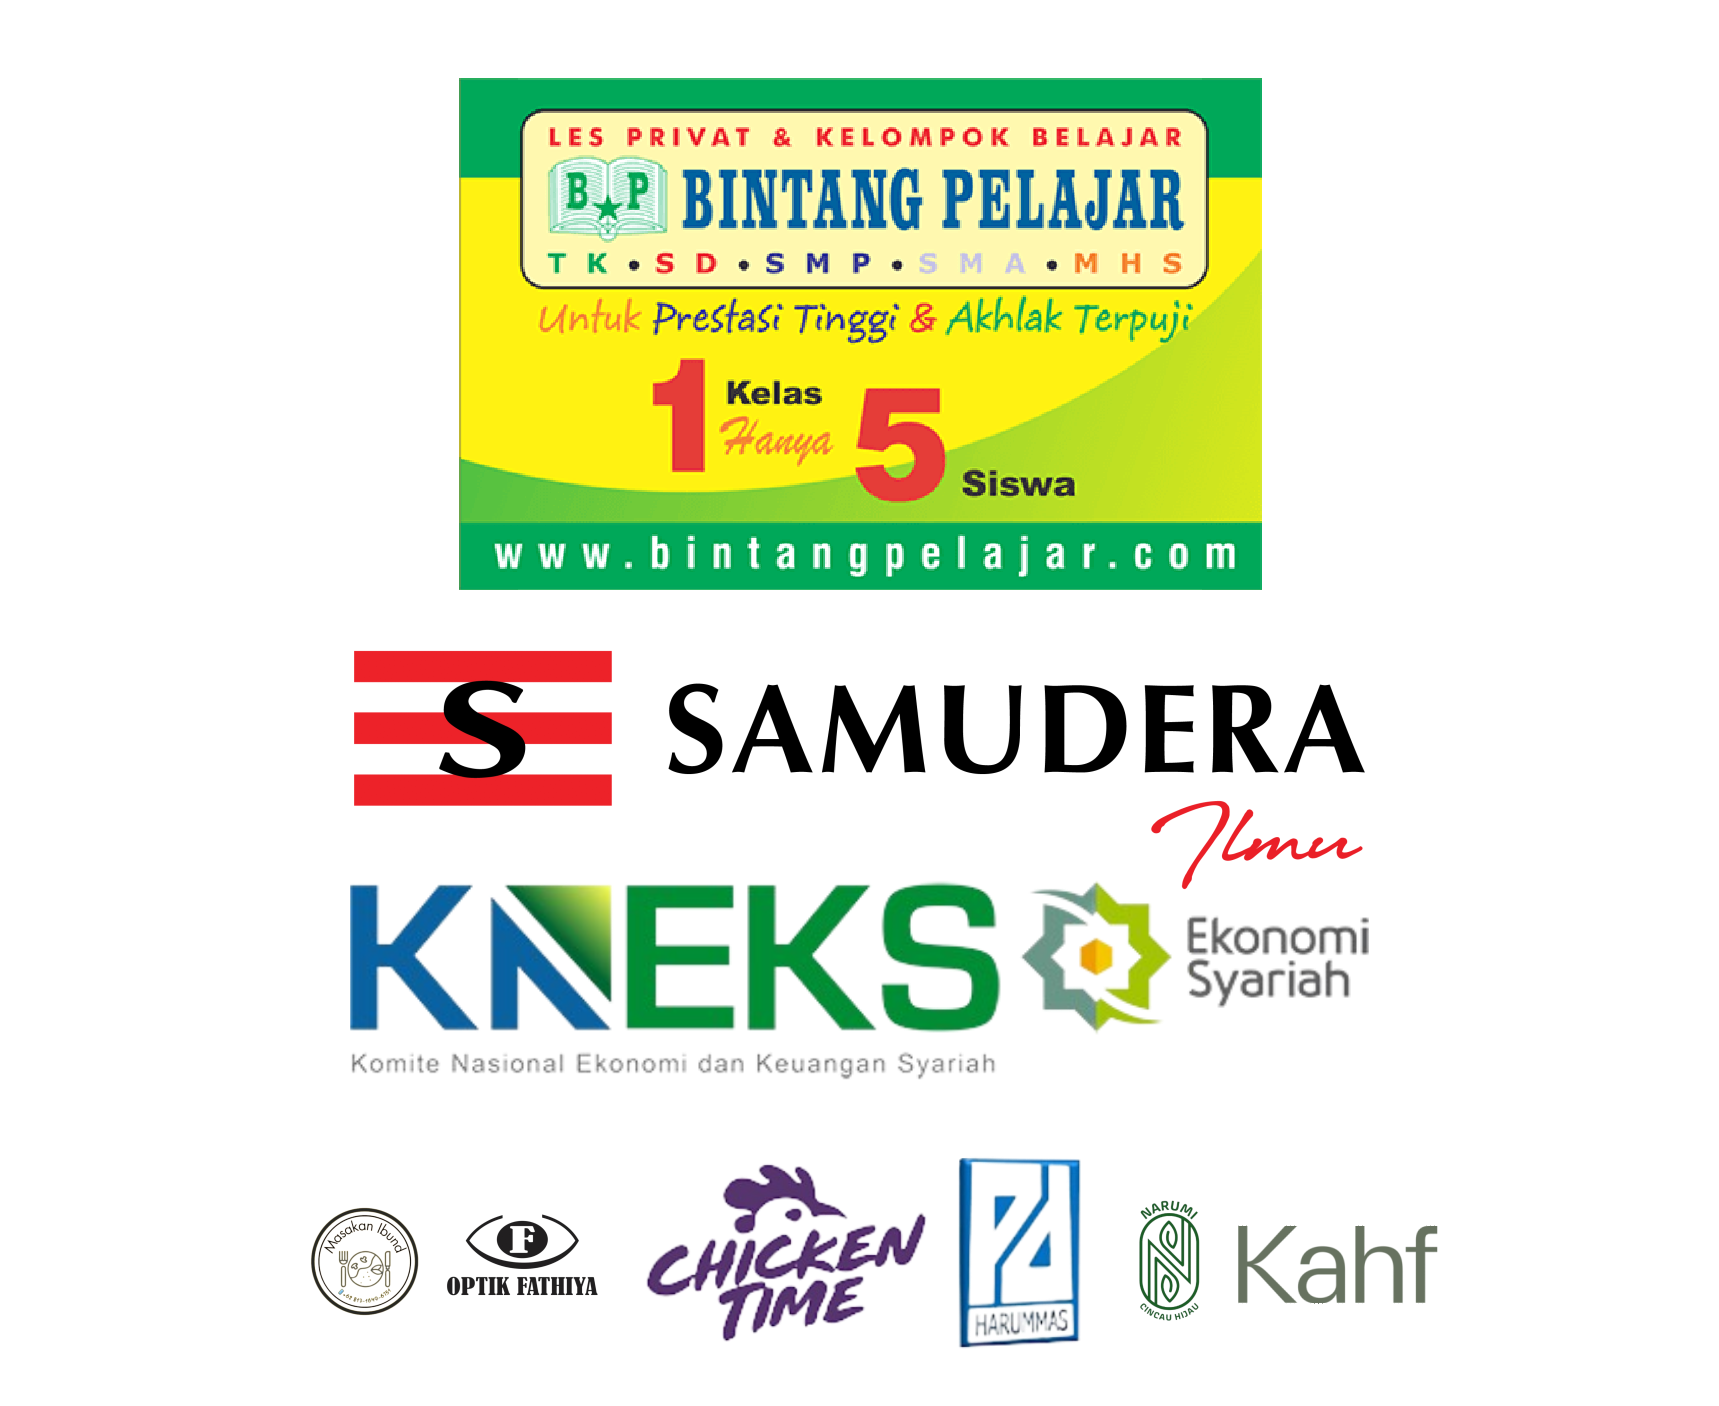 LES PRIVAT & KELOMPOK BELAJAR
B P BINTANG PELAJAR
TK • SD • SMP • SMA • MHS
Untuk Prestasi Tinggi & Akhlak Terpuji
1 Kelas
Hanya 5
Siswa
www.bintangpelajar.com
S SAMUDERA
Ilmu
KNEKS
Ekonomi
Syariah
Komite Nasional Ekonomi dan Keuangan Syariah
Masakan Ibund
F
OPTIK FATHIYA
CHICKEN
TIME
HARUMMAS
NARUMI
CINCAU HIJAU
Kahf